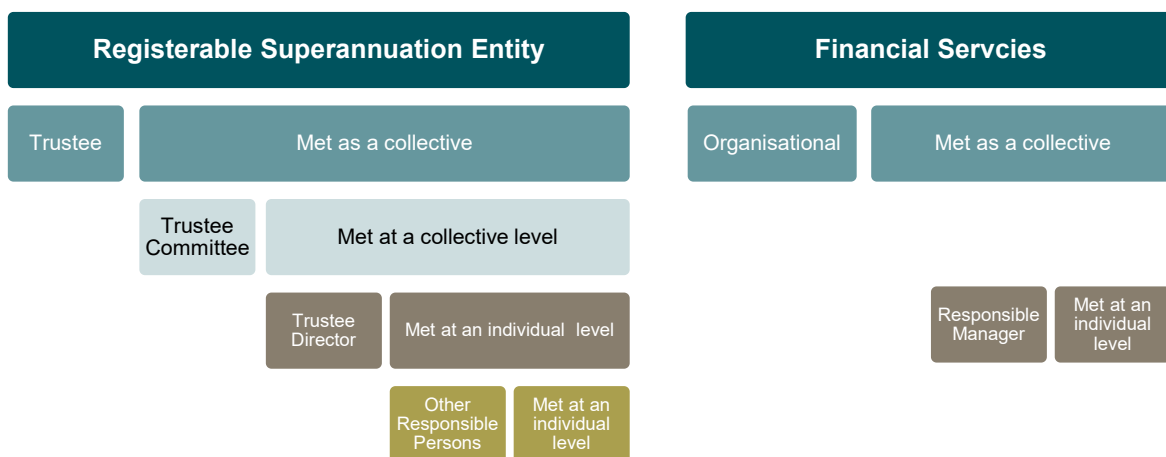 Registerable Superannuation Entity
Financial Servcies
Trustee
Met as a collective
Organisational
Met as a collective
Trustee
Committee
Met at a collective level
Trustee
Director
Met at an individual level
Responsible
Manager
Met at an
individual
level
Other
Responsible
Persons
Met at an
individual
level